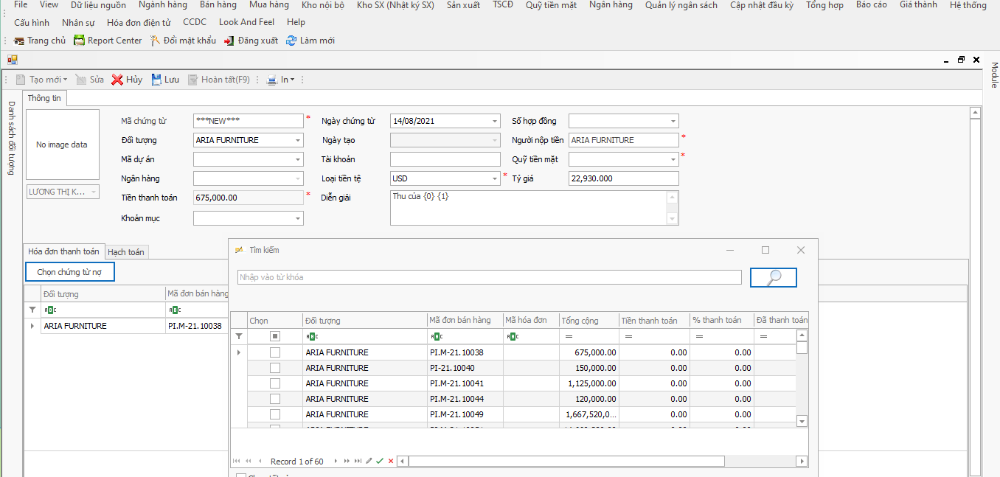 File View Dữ liệu nguồn Ngành hàng Bán hàng Mua hàng Kho nội bộ Kho SX (Nhật ký SX) Sản xuất TSCĐ Quỹ tiền mặt Ngân hàng Quản lý ngân sách Cập nhật đầu kỳ Tổng hợp Báo cáo Giá thành Hệ thống
Cấu hình Nhân sự Hóa đơn điện tử CCDC Look And Feel Help
Trang chủ Report Center Đổi mật khẩu Đăng xuất Làm mới
Module
Tạo mới Sửa Hủy Lưu Hoàn tất(F9) In
Danh sách đối tượng
Thông tin
No image data
LƯƠNG THỊ K...
Mã chứng từ ***NEW*** * Ngày chứng từ 14/08/2021 Số hợp đồng
Đối tượng ARIA FURNITURE Ngày tạo Người nộp tiền ARIA FURNITURE *
Mã dự án Tài khoản Quỹ tiền mặt *
Ngân hàng Loại tiền tệ USD * Tỷ giá 22,930.000
Tiền thanh toán 675,000.00 * Diễn giải Thu của {0} {1}
Khoản mục
Hóa đơn thanh toán Hạch toán
Chọn chứng từ nợ
Đối tượng Mã đơn bán hàng
ABC ABC
ARIA FURNITURE PI.M-21.10038
Tìm kiếm
Nhập vào từ khóa
Chọn Đối tượng Mã đơn bán hàng Mã hóa đơn Tổng cộng Tiền thanh toán % thanh toán Đã thanh toán
ABC ABC ABC = = = =
ARIA FURNITURE PI.M-21.10038 675,000.00 0.00 0.00
ARIA FURNITURE PI-21.10040 150,000.00 0.00 0.00
ARIA FURNITURE PI.M-21.10041 1,125,000.00 0.00 0.00
ARIA FURNITURE PI.M-21.10044 120,000.00 0.00 0.00
ARIA FURNITURE PI.M-21.10049 1,667,520,0... 0.00 0.00
Record 1 of 60